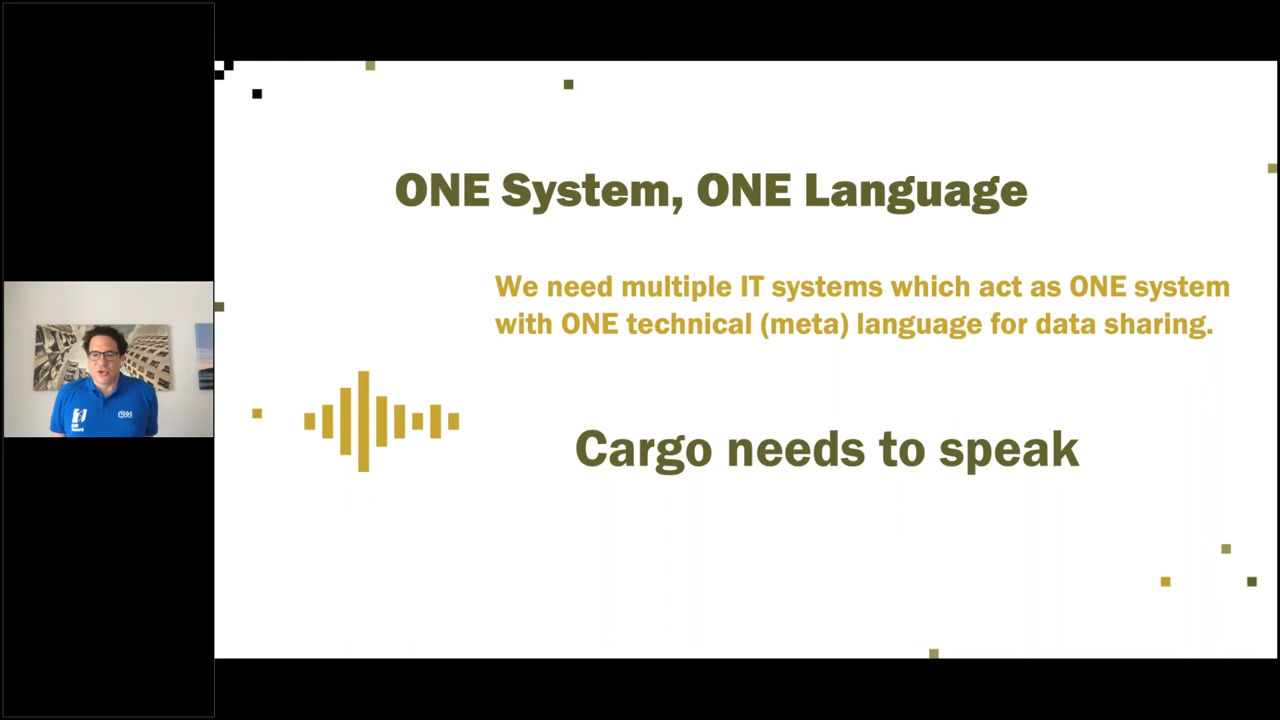 ONE System, ONE Language
We need multiple IT systems which act as ONE system
with ONE technical (meta) language for data sharing.
Cargo needs to speak